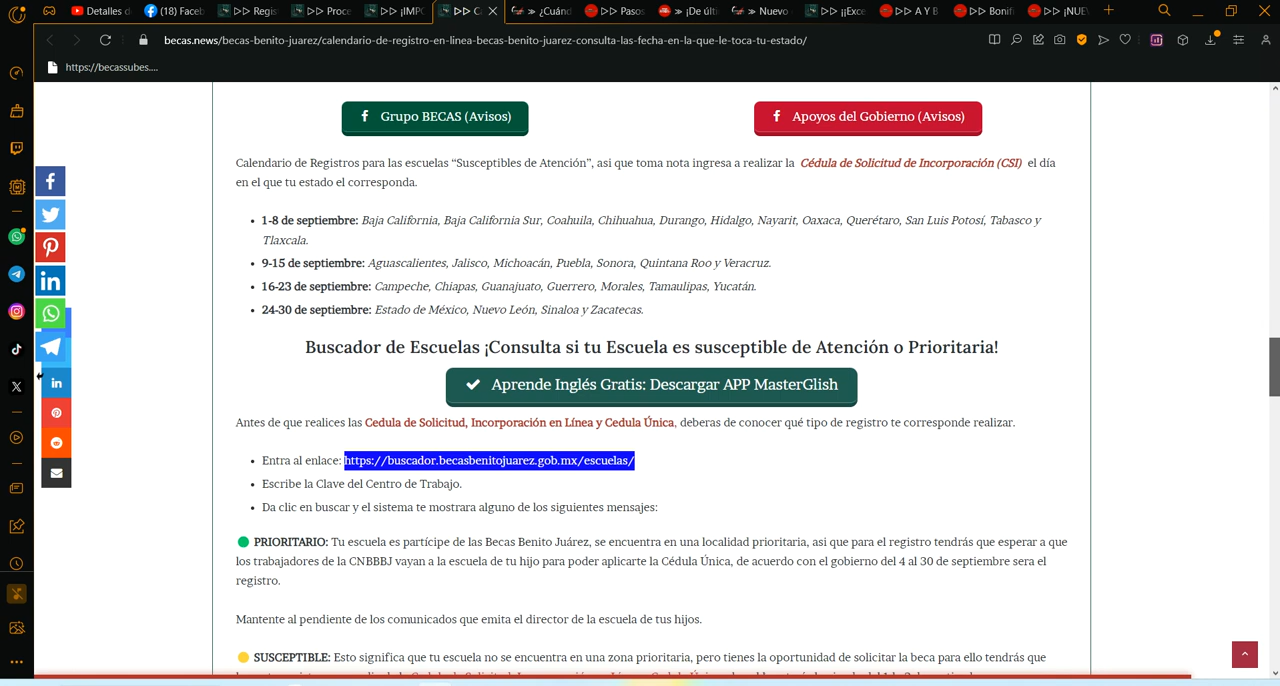 Detalles d
(18) Faceb
▷▷ Regis
▷▷ Proce
▷▷ ¡IMPO
▷▷ Ca
≫ ¿Cuánd
▷▷ Pasos
≫ ¡De últi
≫ Nuevo
▷▷ ¡¡Exce
▷▷ A Y B
▷▷ Bonifi
▷▷ ¡NUEV
becas.news/becas-benito-juarez/calendario-de-registro-en-linea-becas-benito-juarez-consulta-las-fecha-en-la-que-le-toca-tu-estado/
https://becassubes....
Grupo BECAS (Avisos)
Apoyos del Gobierno (Avisos)
Calendario de Registros para las escuelas “Susceptibles de Atención”, asi que toma nota ingresa a realizar la Cédula de Solicitud de Incorporación (CSI) el día
en el que tu estado el corresponda.
1-8 de septiembre: Baja California, Baja California Sur, Coahuila, Chihuahua, Durango, Hidalgo, Nayarit, Oaxaca, Querétaro, San Luis Potosí, Tabasco y
Tlaxcala.
9-15 de septiembre: Aguascalientes, Jalisco, Michoacán, Puebla, Sonora, Quintana Roo y Veracruz.
16-23 de septiembre: Campeche, Chiapas, Guanajuato, Guerrero, Morales, Tamaulipas, Yucatán.
24-30 de septiembre: Estado de México, Nuevo León, Sinaloa y Zacatecas.
Buscador de Escuelas ¡Consulta si tu Escuela es susceptible de Atención o Prioritaria!
Aprende Inglés Gratis: Descargar APP MasterGlish
Antes de que realices las Cedula de Solicitud, Incorporación en Línea y Cedula Única, deberas de conocer qué tipo de registro te corresponde realizar.
Entra al enlace: https://buscador.becasbenitojuarez.gob.mx/escuelas/
Escribe la Clave del Centro de Trabajo.
Da clic en buscar y el sistema te mostrara alguno de los siguientes mensajes:
PRIORITARIO: Tu escuela es partícipe de las Becas Benito Juárez, se encuentra en una localidad prioritaria, asi que para el registro tendrás que esperar a que
los trabajadores de la CNBBBJ vayan a la escuela de tu hijo para poder aplicarte la Cédula Única, de acuerdo con el gobierno del 4 al 30 de septiembre sera el
registro.
Mantente al pendiente de los comunicados que emita el director de la escuela de tus hijos.
SUSCEPTIBLE: Esto significa que tu escuela no se encuentra en una zona prioritaria, pero tienes la oportunidad de solicitar la beca para ello tendrás que